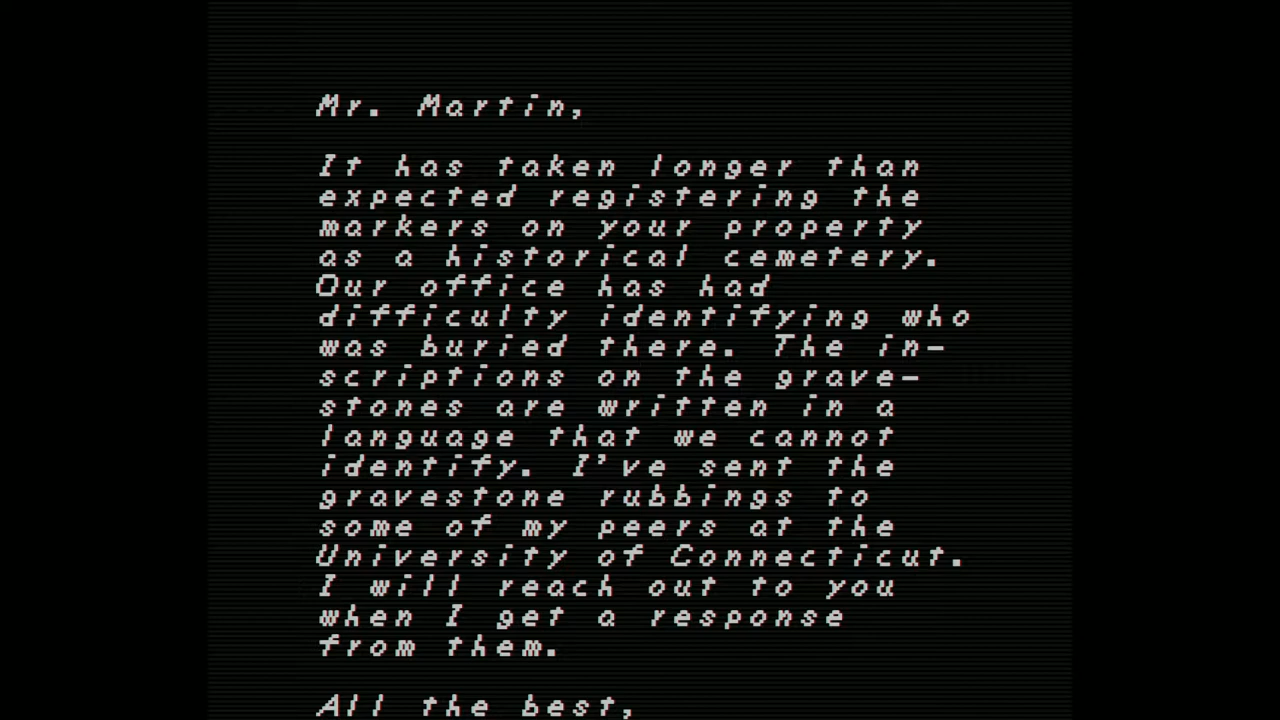 Mr. Martin,
It has taken longer than
expected registering the
markers on your property
as a historical cemetery.
Our office has had
difficulty identifying who
was buried there. The in-
scriptions on the grave-
stones are written in a
language that we cannot
identify. I've sent the
gravestone rubbings to
some of my peers at the
University of Connecticut.
I will reach out to you
when I get a response
from them.
All the best,